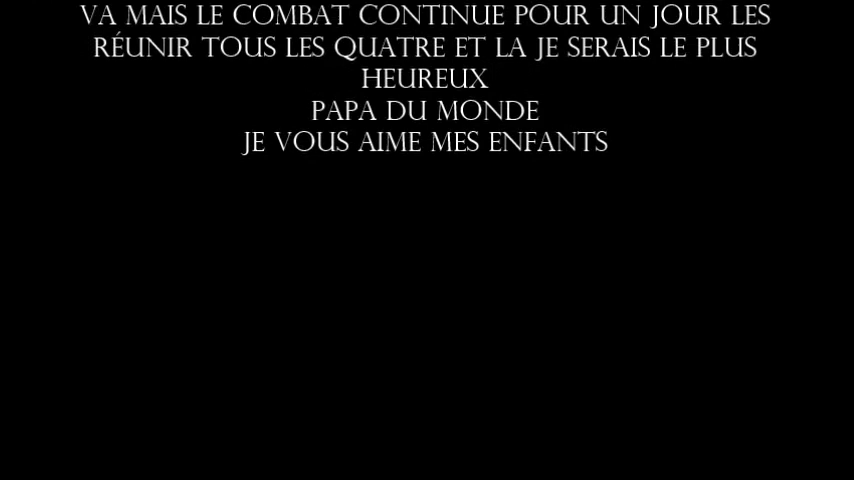 VA MAIS LE COMBAT CONTINUE POUR UN JOUR LES
RÉUNIR TOUS LES QUATRE ET LA JE SERAIS LE PLUS
HEUREUX
PAPA DU MONDE
JE VOUS AIME MES ENFANTS